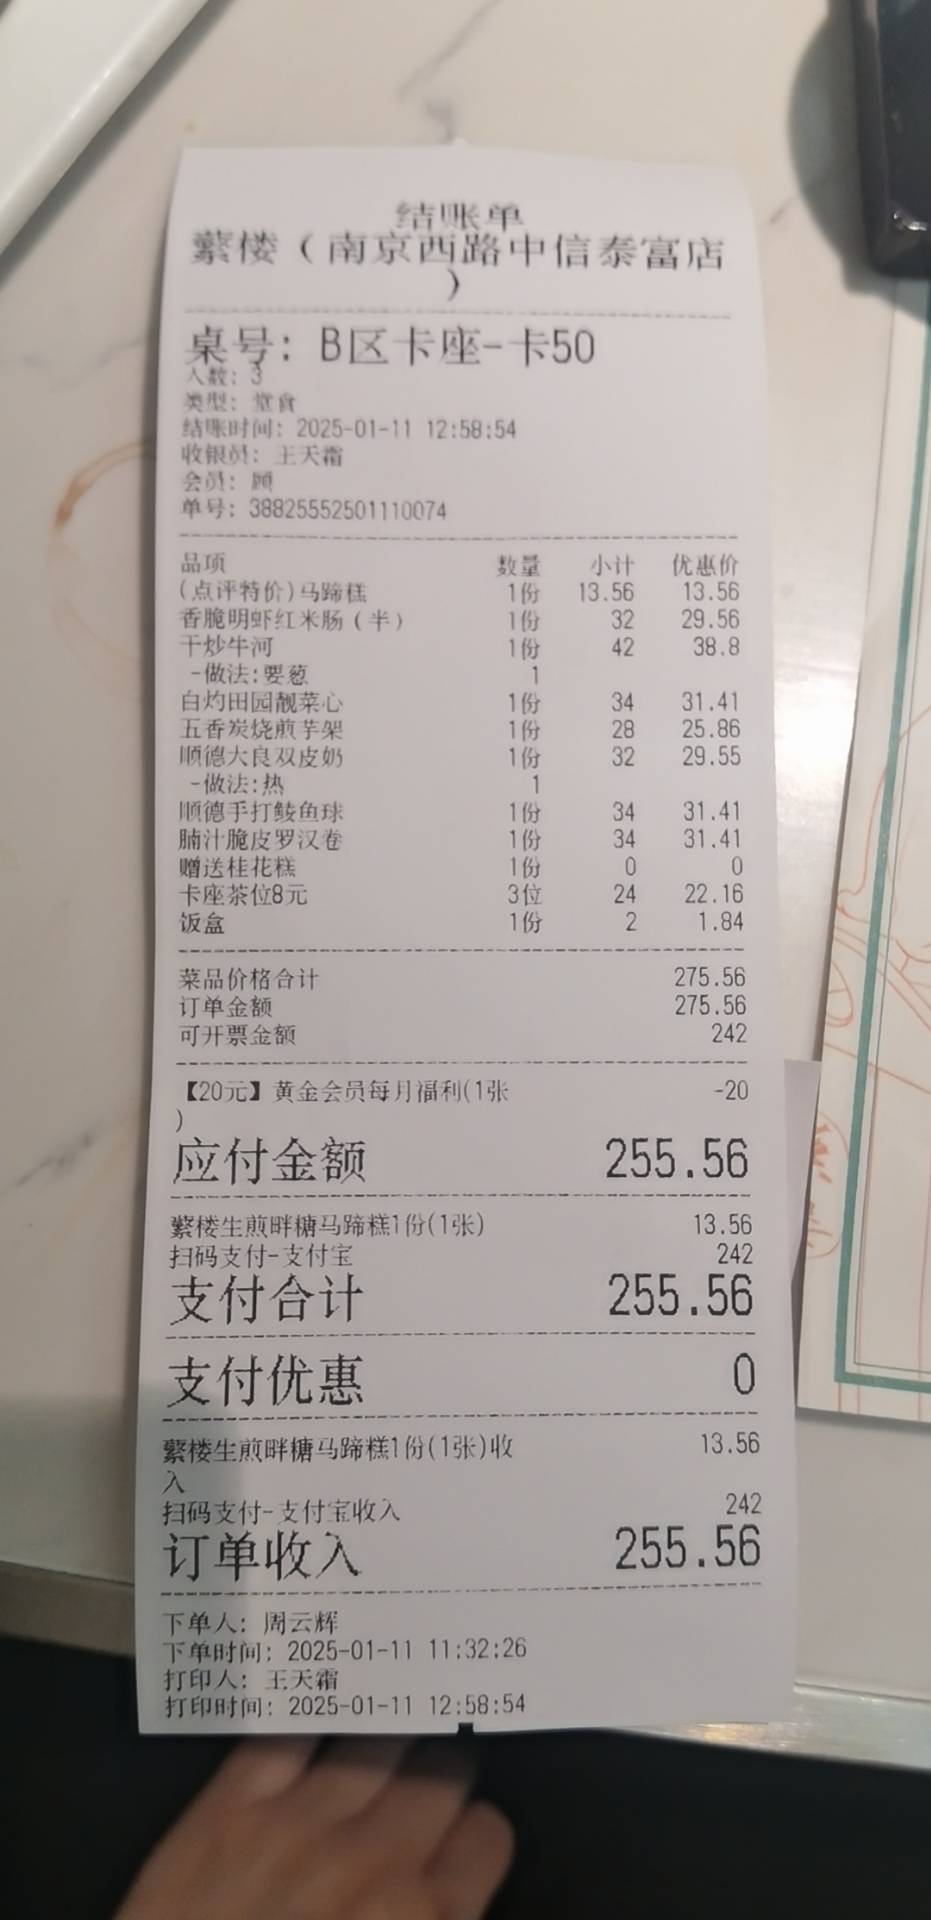 结账单
蘩楼（南京西路中信泰富店
）
桌号: B区卡座-卡50
人数: 3
类型: 堂食
结账时间: 2025-01-11 12:58:54
收银员: 王天霜
会员: 顾
单号: 38825552501110074
品项 数量 小计 优惠价
(点评特价)马蹄糕 1份 13.56 13.56
香脆明虾红米肠（半） 1份 32 29.56
干炒牛河 1份 42 38.8
-做法:要葱 1
白灼田园靓菜心 1份 34 31.41
五香炭烧煎芋架 1份 28 25.86
顺德大良双皮奶 1份 32 29.55
-做法:热 1
顺德手打鲮鱼球 1份 34 31.41
腩汁脆皮罗汉卷 1份 34 31.41
赠送桂花糕 1份 0 0
卡座茶位8元 3位 24 22.16
饭盒 1份 2 1.84
菜品价格合计 275.56
订单金额 275.56
可开票金额 242
【20元】黄金会员每月福利(1张 -20
)
应付金额 255.56
蘩楼生煎畔糖马蹄糕1份(1张) 13.56
扫码支付-支付宝 242
支付合计 255.56
支付优惠 0
蘩楼生煎畔糖马蹄糕1份(1张)收 13.56
入
扫码支付-支付宝收入 242
订单收入 255.56
下单人: 周云辉
下单时间: 2025-01-11 11:32:26
打印人: 王天霜
打印时间: 2025-01-11 12:58:54